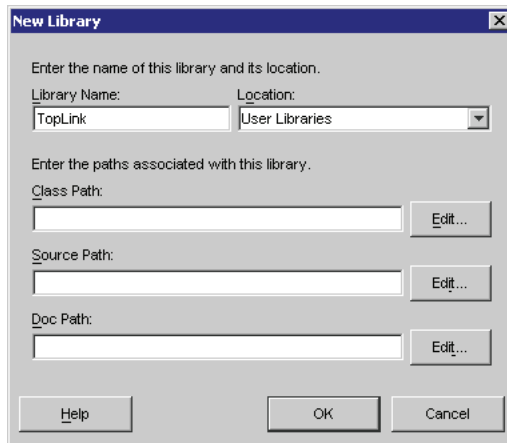 New Library
Enter the name of this library and its location.
Library Name: Location:
TopLink User Libraries
Enter the paths associated with this library.
Class Path:
Edit...
Source Path:
Edit...
Doc Path:
Edit...
Help OK Cancel